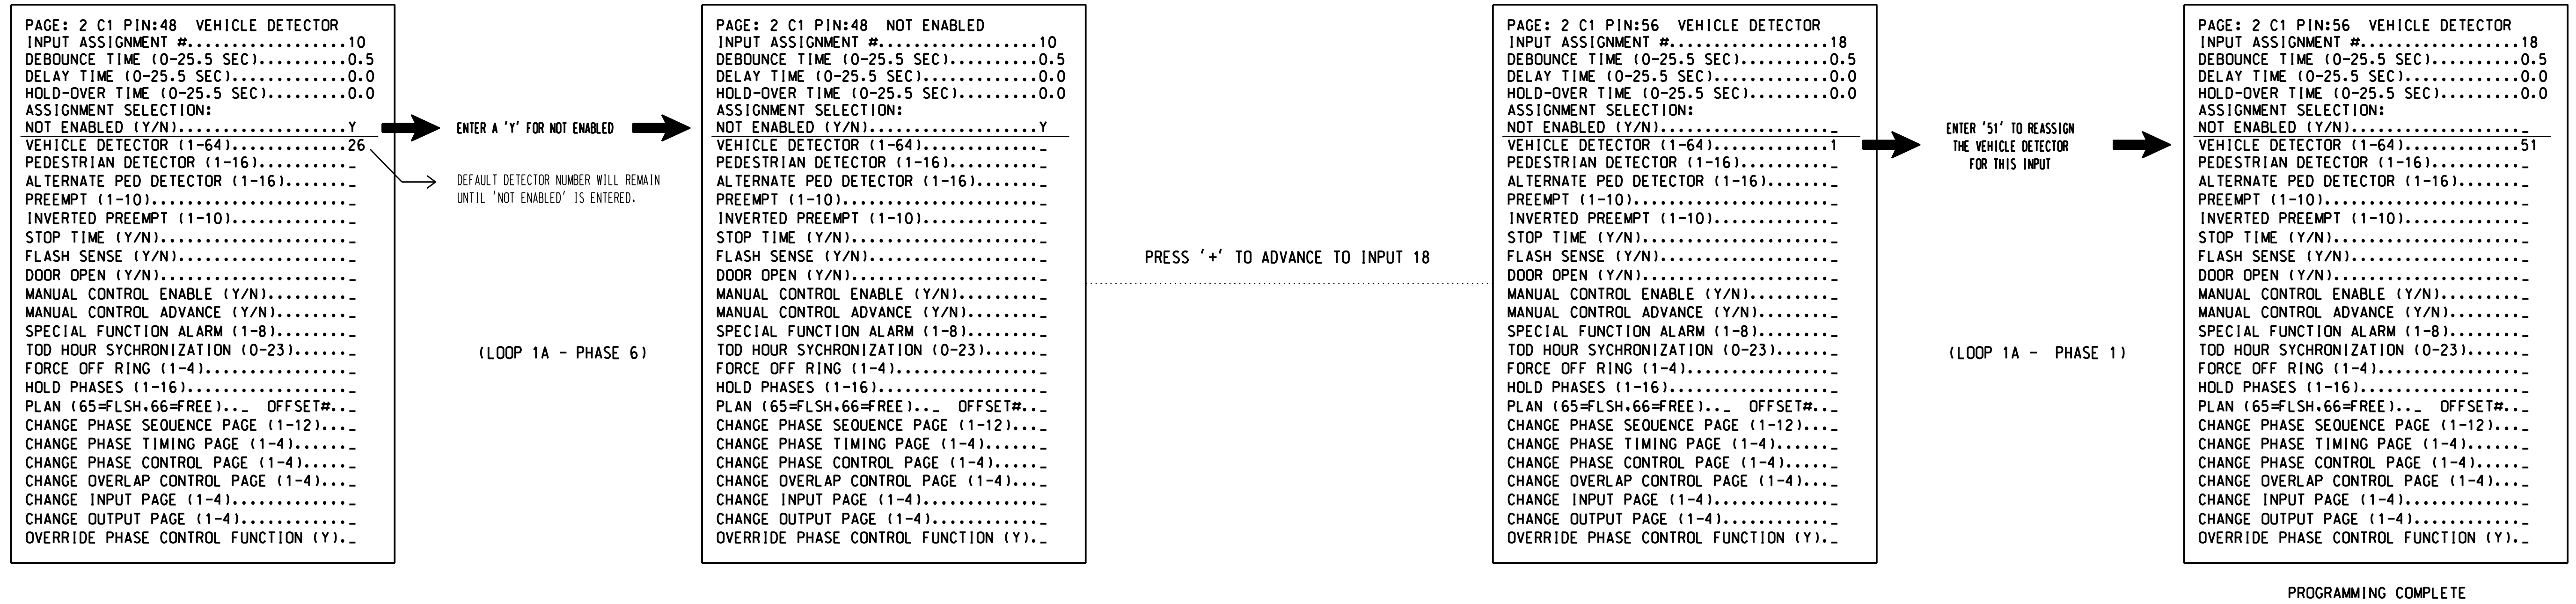 PAGE: 2 C1 PIN:48  VEHICLE DETECTOR
INPUT ASSIGNMENT #..................10
DEBOUNCE TIME (0-25.5 SEC)..........0.5
DELAY TIME (0-25.5 SEC).............0.0
HOLD-OVER TIME (0-25.5 SEC).........0.0
ASSIGNMENT SELECTION:
NOT ENABLED (Y/N)...................Y
VEHICLE DETECTOR (1-64).............26
PEDESTRIAN DETECTOR (1-16).........._
ALTERNATE PED DETECTOR (1-16)......._
PREEMPT (1-10)......................_
INVERTED PREEMPT (1-10)............._
STOP TIME (Y/N)....................._
FLASH SENSE (Y/N)..................._
DOOR OPEN (Y/N)....................._
MANUAL CONTROL ENABLE (Y/N)........._
MANUAL CONTROL ADVANCE (Y/N)........_
SPECIAL FUNCTION ALARM (1-8)........_
TOD HOUR SYCHRONIZATION (0-23)......_
FORCE OFF RING (1-4)................_
HOLD PHASES (1-16).................._
PLAN (65=FLSH,66=FREE).._  OFFSET#.._
CHANGE PHASE SEQUENCE PAGE (1-12)..._
CHANGE PHASE TIMING PAGE (1-4)......_
CHANGE PHASE CONTROL PAGE (1-4)....._
CHANGE OVERLAP CONTROL PAGE (1-4)..._
CHANGE INPUT PAGE (1-4)............._
CHANGE OUTPUT PAGE (1-4)............_
OVERRIDE PHASE CONTROL FUNCTION (Y)._
ENTER A 'Y' FOR NOT ENABLED
DEFAULT DETECTOR NUMBER WILL REMAIN
UNTIL 'NOT ENABLED' IS ENTERED.
(LOOP 1A - PHASE 6)
PAGE: 2 C1 PIN:48  NOT ENABLED
INPUT ASSIGNMENT #..................10
DEBOUNCE TIME (0-25.5 SEC)..........0.5
DELAY TIME (0-25.5 SEC).............0.0
HOLD-OVER TIME (0-25.5 SEC).........0.0
ASSIGNMENT SELECTION:
NOT ENABLED (Y/N)...................Y
VEHICLE DETECTOR (1-64)............._
PEDESTRIAN DETECTOR (1-16).........._
ALTERNATE PED DETECTOR (1-16)......._
PREEMPT (1-10)......................_
INVERTED PREEMPT (1-10)............._
STOP TIME (Y/N)....................._
FLASH SENSE (Y/N)..................._
DOOR OPEN (Y/N)....................._
MANUAL CONTROL ENABLE (Y/N)........._
MANUAL CONTROL ADVANCE (Y/N)........_
SPECIAL FUNCTION ALARM (1-8)........_
TOD HOUR SYCHRONIZATION (0-23)......_
FORCE OFF RING (1-4)................_
HOLD PHASES (1-16).................._
PLAN (65=FLSH,66=FREE).._  OFFSET#.._
CHANGE PHASE SEQUENCE PAGE (1-12)..._
CHANGE PHASE TIMING PAGE (1-4)......_
CHANGE PHASE CONTROL PAGE (1-4)....._
CHANGE OVERLAP CONTROL PAGE (1-4)..._
CHANGE INPUT PAGE (1-4)............._
CHANGE OUTPUT PAGE (1-4)............_
OVERRIDE PHASE CONTROL FUNCTION (Y)._
PRESS '+' TO ADVANCE TO INPUT 18
PAGE: 2 C1 PIN:56  VEHICLE DETECTOR
INPUT ASSIGNMENT #..................18
DEBOUNCE TIME (0-25.5 SEC)..........0.5
DELAY TIME (0-25.5 SEC).............0.0
HOLD-OVER TIME (0-25.5 SEC).........0.0
ASSIGNMENT SELECTION:
NOT ENABLED (Y/N)..................._
VEHICLE DETECTOR (1-64).............1
PEDESTRIAN DETECTOR (1-16).........._
ALTERNATE PED DETECTOR (1-16)......._
PREEMPT (1-10)......................_
INVERTED PREEMPT (1-10)............._
STOP TIME (Y/N)....................._
FLASH SENSE (Y/N)..................._
DOOR OPEN (Y/N)....................._
MANUAL CONTROL ENABLE (Y/N)........._
MANUAL CONTROL ADVANCE (Y/N)........_
SPECIAL FUNCTION ALARM (1-8)........_
TOD HOUR SYCHRONIZATION (0-23)......_
FORCE OFF RING (1-4)................_
HOLD PHASES (1-16).................._
PLAN (65=FLSH,66=FREE).._  OFFSET#.._
CHANGE PHASE SEQUENCE PAGE (1-12)..._
CHANGE PHASE TIMING PAGE (1-4)......_
CHANGE PHASE CONTROL PAGE (1-4)....._
CHANGE OVERLAP CONTROL PAGE (1-4)..._
CHANGE INPUT PAGE (1-4)............._
CHANGE OUTPUT PAGE (1-4)............_
OVERRIDE PHASE CONTROL FUNCTION (Y)._
ENTER '51' TO REASSIGN
THE VEHICLE DETECTOR
FOR THIS INPUT
(LOOP 1A -  PHASE 1)
PAGE: 2 C1 PIN:56  VEHICLE DETECTOR
INPUT ASSIGNMENT #..................18
DEBOUNCE TIME (0-25.5 SEC)..........0.5
DELAY TIME (0-25.5 SEC).............0.0
HOLD-OVER TIME (0-25.5 SEC).........0.0
ASSIGNMENT SELECTION:
NOT ENABLED (Y/N)..................._
VEHICLE DETECTOR (1-64).............51
PEDESTRIAN DETECTOR (1-16).........._
ALTERNATE PED DETECTOR (1-16)......._
PREEMPT (1-10)......................_
INVERTED PREEMPT (1-10)............._
STOP TIME (Y/N)....................._
FLASH SENSE (Y/N)..................._
DOOR OPEN (Y/N)....................._
MANUAL CONTROL ENABLE (Y/N)........._
MANUAL CONTROL ADVANCE (Y/N)........_
SPECIAL FUNCTION ALARM (1-8)........_
TOD HOUR SYCHRONIZATION (0-23)......_
FORCE OFF RING (1-4)................_
HOLD PHASES (1-16).................._
PLAN (65=FLSH,66=FREE).._  OFFSET#.._
CHANGE PHASE SEQUENCE PAGE (1-12)..._
CHANGE PHASE TIMING PAGE (1-4)......_
CHANGE PHASE CONTROL PAGE (1-4)....._
CHANGE OVERLAP CONTROL PAGE (1-4)..._
CHANGE INPUT PAGE (1-4)............._
CHANGE OUTPUT PAGE (1-4)............_
OVERRIDE PHASE CONTROL FUNCTION (Y)._
PROGRAMMING COMPLETE